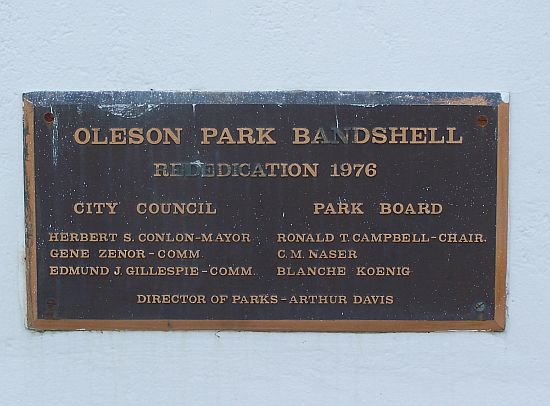 OLESON PARK BANDSHELL
REDEDICATION 1976
CITY COUNCIL
HERBERT S. CONLON-MAYOR
GENE ZENOR-COMM.
EDMUND J. GILLESPIE-COMM.
PARK BOARD
RONALD T. CAMPBELL-CHAIR.
C. M. NASER
BLANCHE KOENIG
DIRECTOR OF PARKS-ARTHUR DAVIS